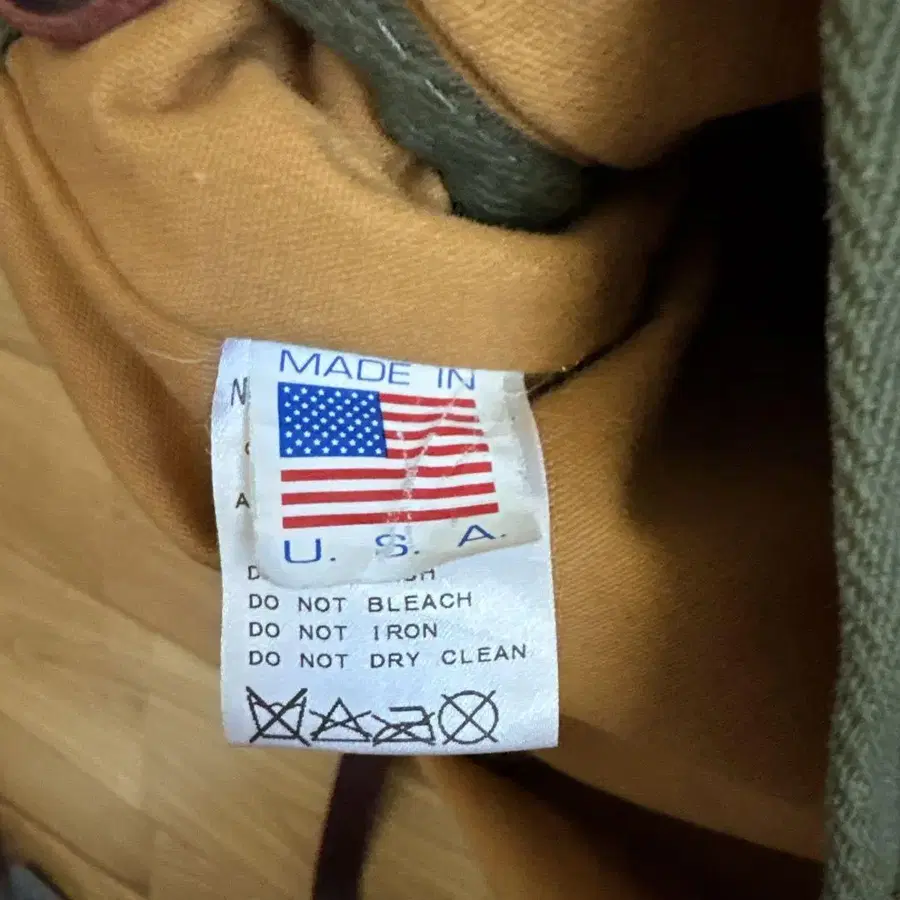 MADE IN
U. S. A.
DO NOT BLEACH
DO NOT IRON
DO NOT DRY CLEAN